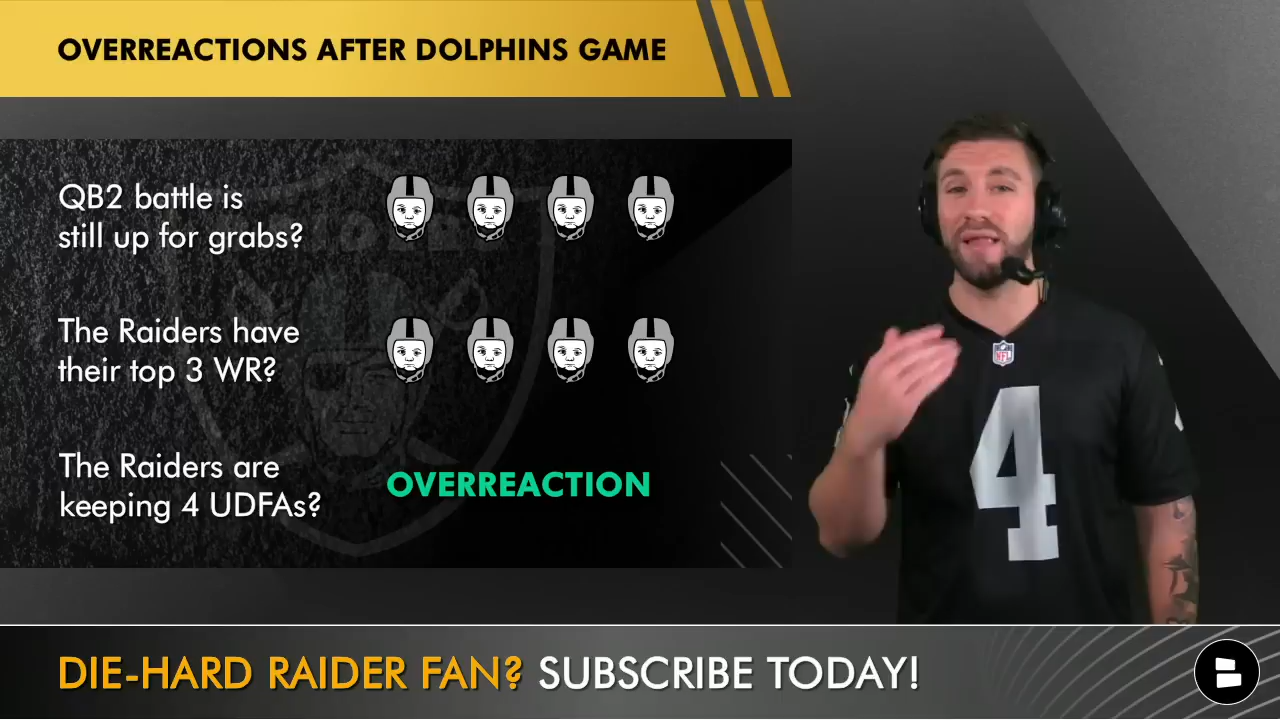 OVERREACTIONS AFTER DOLPHINS GAME
QB2 battle is
still up for grabs?
The Raiders have
their top 3 WR?
The Raiders are
keeping 4 UDFAs?
OVERREACTION
NFL
4
DIE-HARD RAIDER FAN? SUBSCRIBE TODAY!